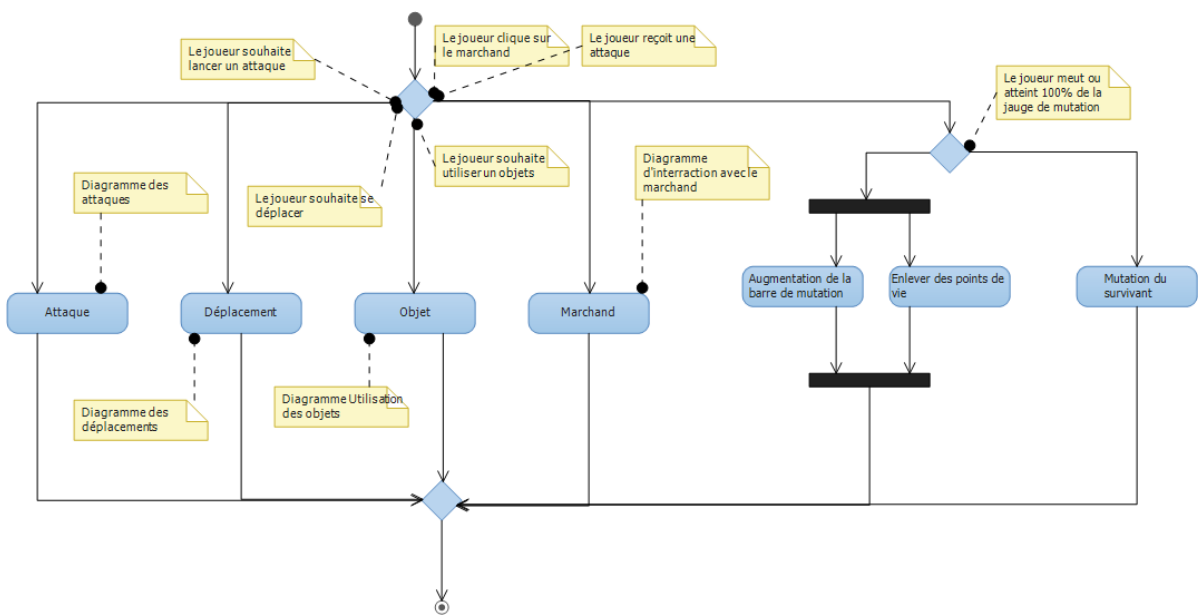 Le joueur souhaite
lancer un attaque
Le joueur clique sur
le marchand
Le joueur reçoit une
attaque
Le joueur meut ou
atteint 100% de la
jauge de mutation
Le joueur souhaite
utiliser un objets
Diagramme
d'interraction avec le
marchand
Diagramme des
attaques
Le joueur souhaite se
déplacer
Augmentation de la
barre de mutation
Enlever des points de
vie
Mutation du
survivant
Attaque
Déplacement
Objet
Marchand
Diagramme des
déplacements
Diagramme Utilisation
des objets